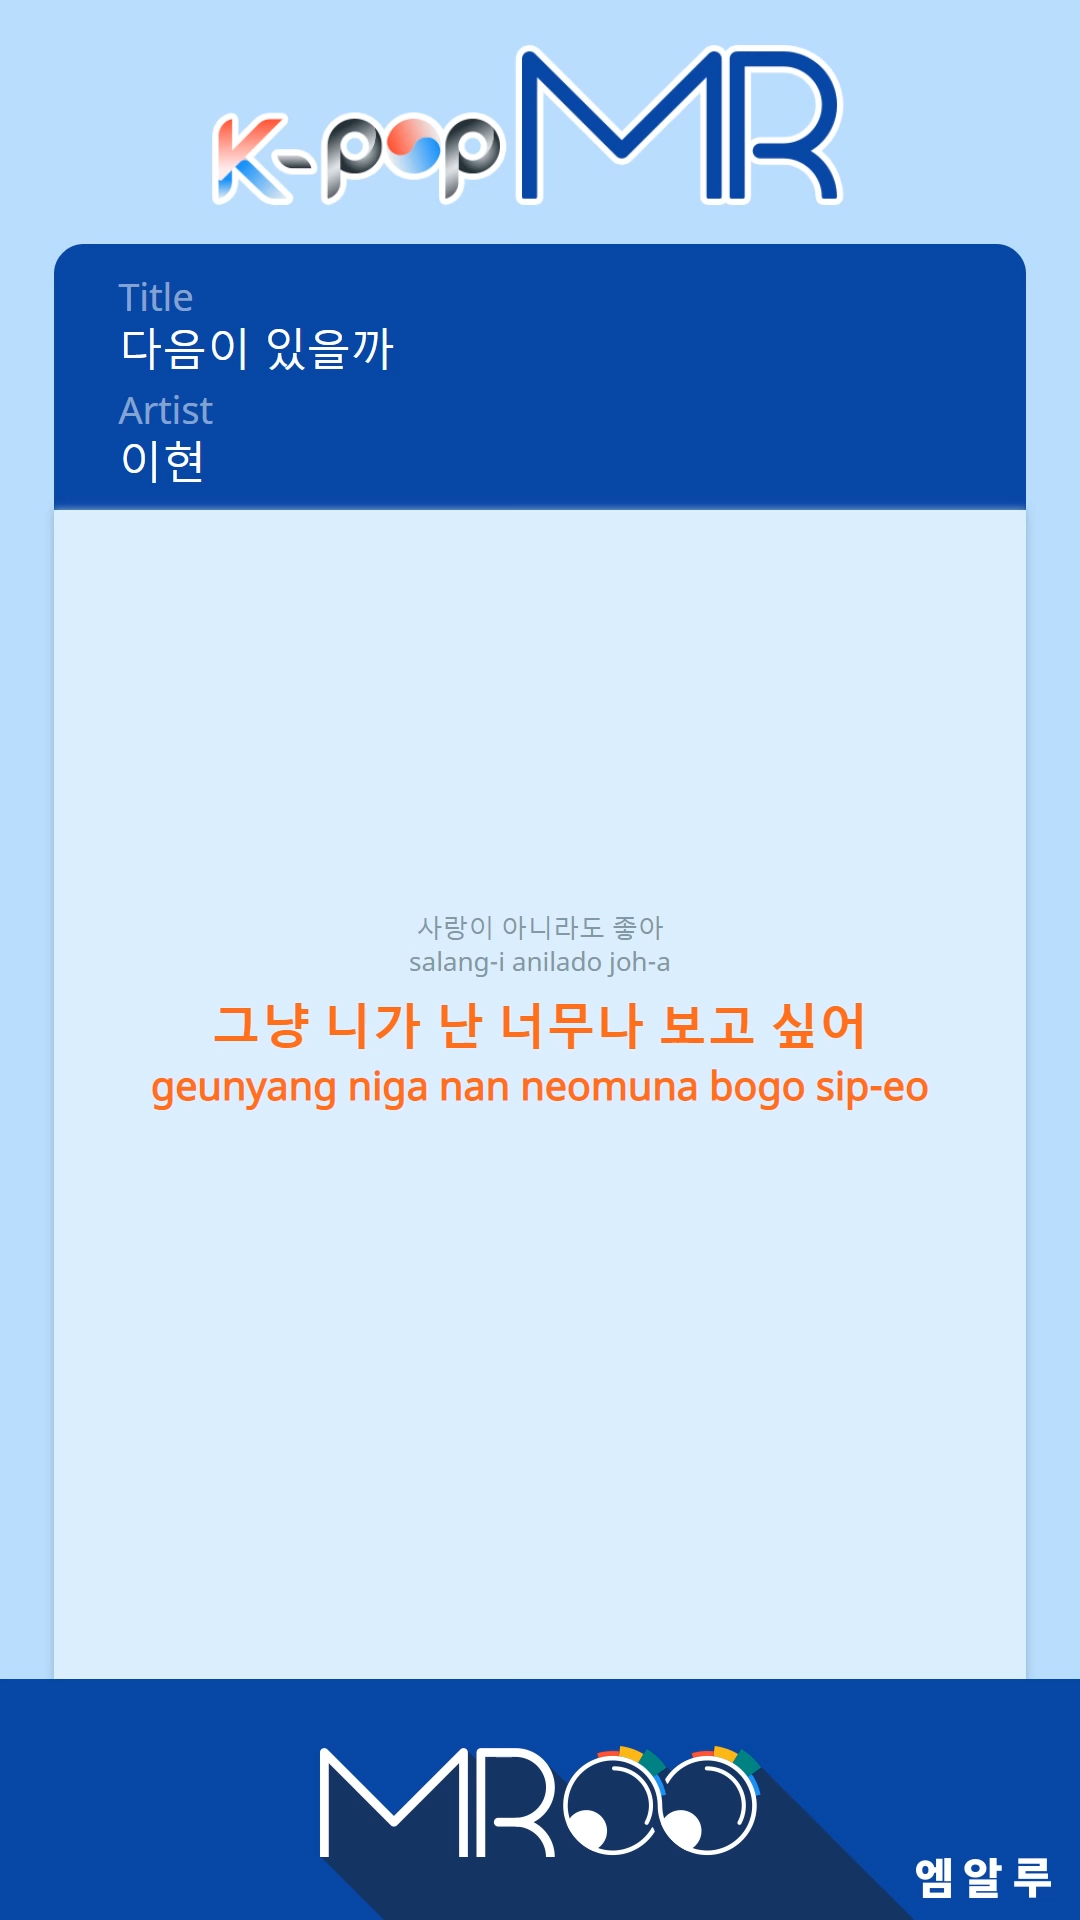 K-pop MR
Title
다음이 있을까
Artist
이현
사랑이 아니라도 좋아
salang-i anilado joh-a
그냥 니가 난 너무나 보고 싶어
geunyang niga nan neomuna bogo sip-eo
MROO
엠알루